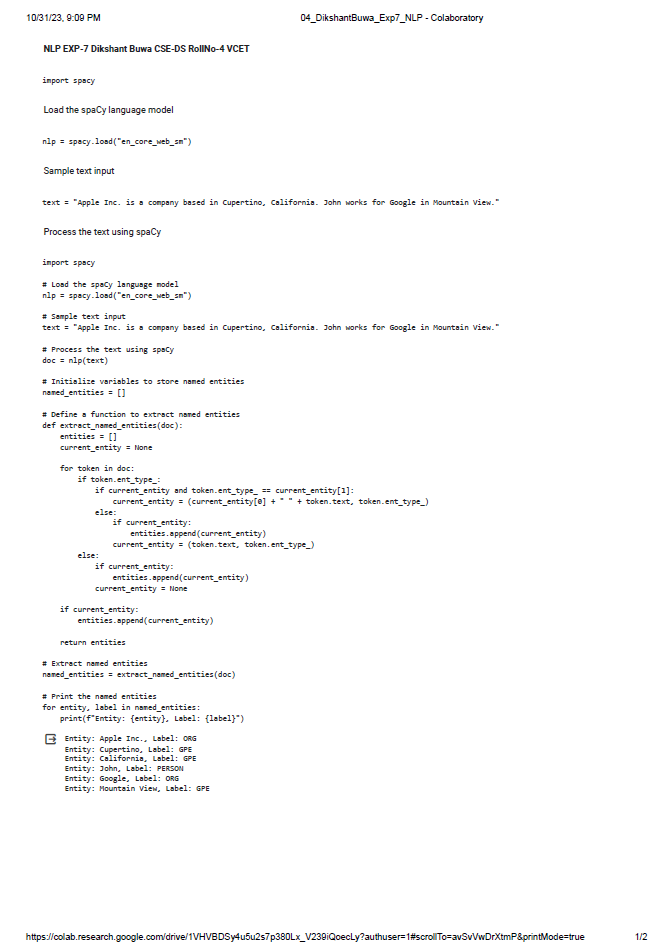 10/31/23, 9:09 PM 04_DikshantBuwa_Exp7_NLP - Colaboratory
NLP EXP-7 Dikshant Buwa CSE-DS RollNo-4 VCET
import spacy
Load the spaCy language model
nlp = spacy.load("en_core_web_sm")
Sample text input
text = "Apple Inc. is a company based in Cupertino, California. John works for Google in Mountain View."
Process the text using spaCy
import spacy
# Load the spaCy language model
nlp = spacy.load("en_core_web_sm")
# Sample text input
text = "Apple Inc. is a company based in Cupertino, California. John works for Google in Mountain View."
# Process the text using spaCy
doc = nlp(text)
# Initialize variables to store named entities
named_entities = []
# Define a function to extract named entities
def extract_named_entities(doc):
    entities = []
    current_entity = None
    for token in doc:
        if token.ent_type_:
            if current_entity and token.ent_type_ == current_entity[1]:
                current_entity = (current_entity[0] + " " + token.text, token.ent_type_)
            else:
                if current_entity:
                    entities.append(current_entity)
                current_entity = (token.text, token.ent_type_)
        else:
            if current_entity:
                entities.append(current_entity)
            current_entity = None
    if current_entity:
        entities.append(current_entity)
    return entities
# Extract named entities
named_entities = extract_named_entities(doc)
# Print the named entities
for entity, label in named_entities:
    print(f"Entity: {entity}, Label: {label}")
Entity: Apple Inc., Label: ORG
Entity: Cupertino, Label: GPE
Entity: California, Label: GPE
Entity: John, Label: PERSON
Entity: Google, Label: ORG
Entity: Mountain View, Label: GPE
https://colab.research.google.com/drive/1VHVBDSy4u5u2s7p380Lx_V239iQoecLy?authuser=1#scrollTo=avSvVwDrXtmP&printMode=true 1/2